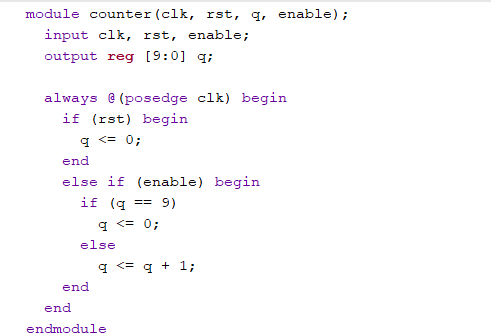 module counter(clk, rst, q, enable);
input clk, rst, enable;
output reg [9:0] q;
always @(posedge clk) begin
if (rst) begin
q <= 0;
end
else if (enable) begin
if (q == 9)
q <= 0;
else
q <= q + 1;
end
end
endmodule